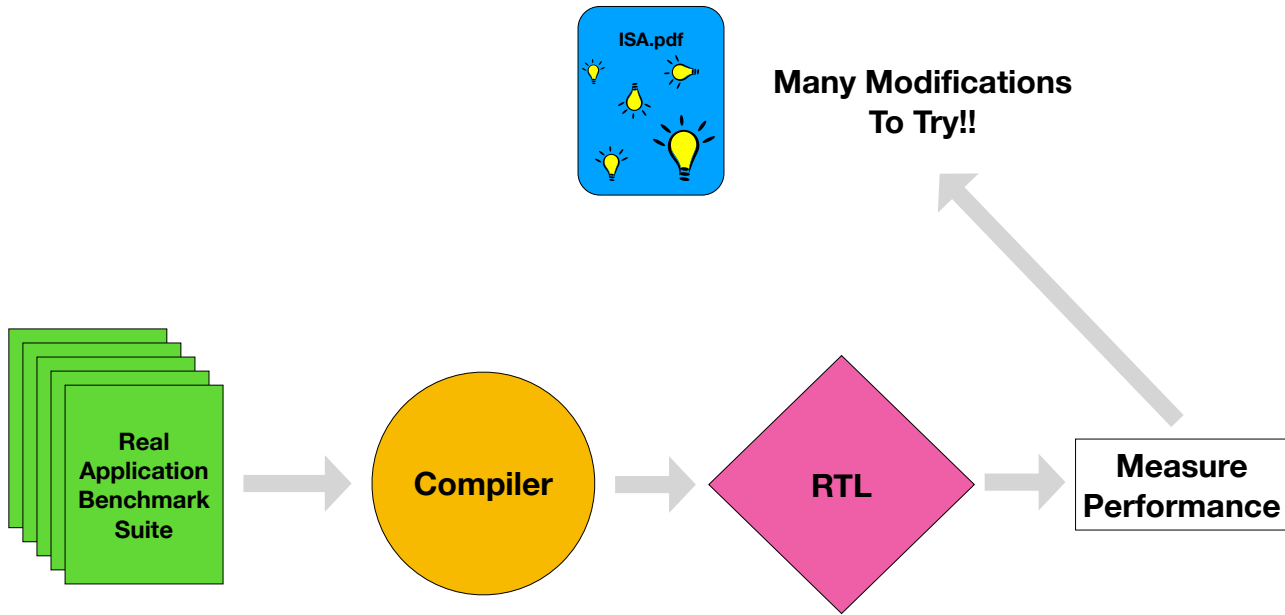 ISA.pdf
Many Modifications
To Try!!
Real
Application
Benchmark
Suite
Compiler
RTL
Measure
Performance